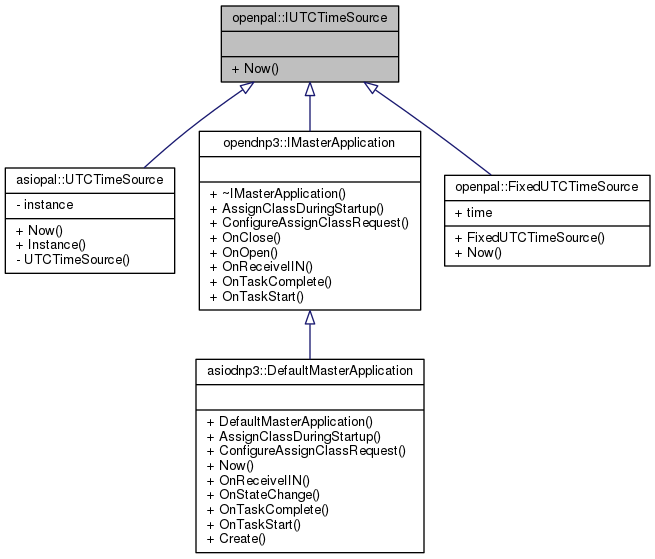 openpal::IUTCTimeSource
+ Now()
asiopal::UTCTimeSource
- instance
+ Now()
+ Instance()
- UTCTimeSource()
opendnp3::IMasterApplication
+ ~IMasterApplication()
+ AssignClassDuringStartup()
+ ConfigureAssignClassRequest()
+ OnClose()
+ OnOpen()
+ OnReceiveIIN()
+ OnTaskComplete()
+ OnTaskStart()
openpal::FixedUTCTimeSource
+ time
+ FixedUTCTimeSource()
+ Now()
asiodnp3::DefaultMasterApplication
+ DefaultMasterApplication()
+ AssignClassDuringStartup()
+ ConfigureAssignClassRequest()
+ Now()
+ OnReceiveIIN()
+ OnStateChange()
+ OnTaskComplete()
+ OnTaskStart()
+ Create()